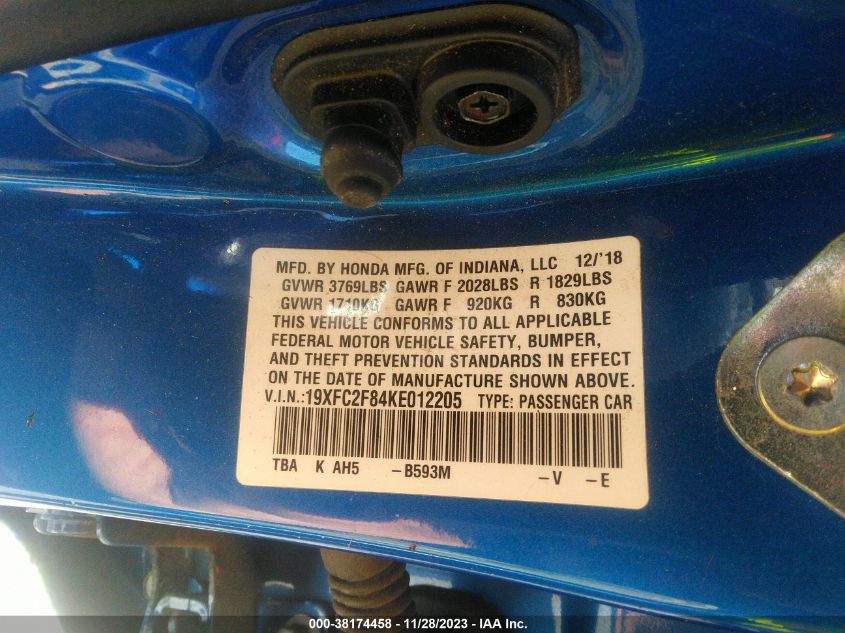 MFD. BY HONDA MFG. OF INDIANA, LLC 12/'18
GVWR 3769LBS GAWR F 2028LBS R 1829LBS
GVWR 1710KG GAWR F 920KG R 830KG
THIS VEHICLE CONFORMS TO ALL APPLICABLE
FEDERAL MOTOR VEHICLE SAFETY, BUMPER,
AND THEFT PREVENTION STANDARDS IN EFFECT
ON THE DATE OF MANUFACTURE SHOWN ABOVE.
V.I.N.:19XFC2F84KE012205 TYPE: PASSENGER CAR
TBA K AH5 -B593M -V -E
000-38174458 - 11/28/2023 - IAA Inc.